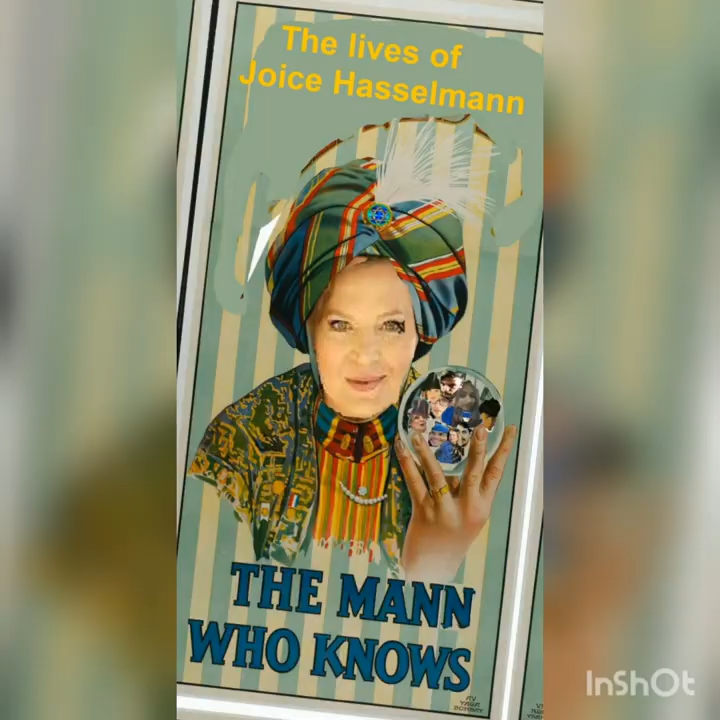 The lives of
Joice Hasselmann
THE MANN
WHO KNOWS
InShOt